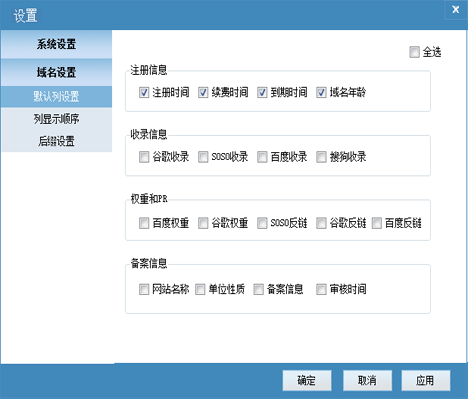 设置
x
系统设置
域名设置
默认列设置
列显示顺序
后缀设置
全选
注册信息
注册时间 续费时间 到期时间 域名年龄
收录信息
谷歌收录 SOSO收录 百度收录 搜狗收录
权重和PR
百度权重 谷歌权重 SOSO反链 谷歌反链 百度反链
备案信息
网站名称 单位性质 备案信息 审核时间
确定 取消 应用